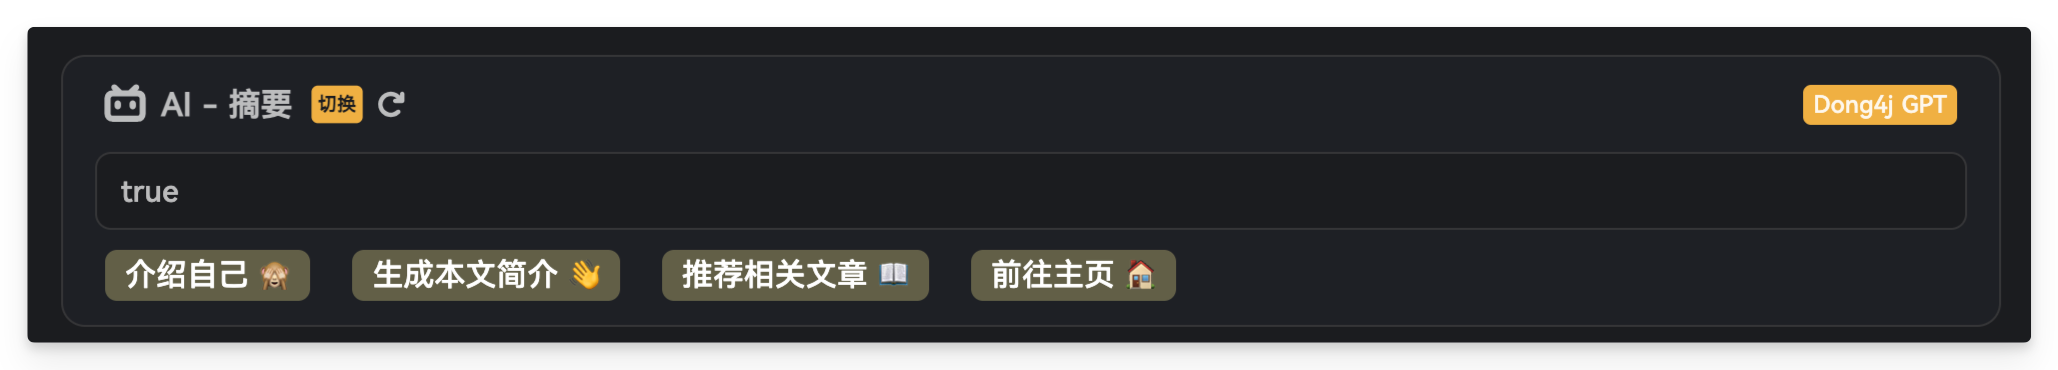 AI - 摘要 切换 Dong4j GPT
true
介绍自己 🙈 生成本文简介 👋 推荐相关文章 📖 前往主页 🏠